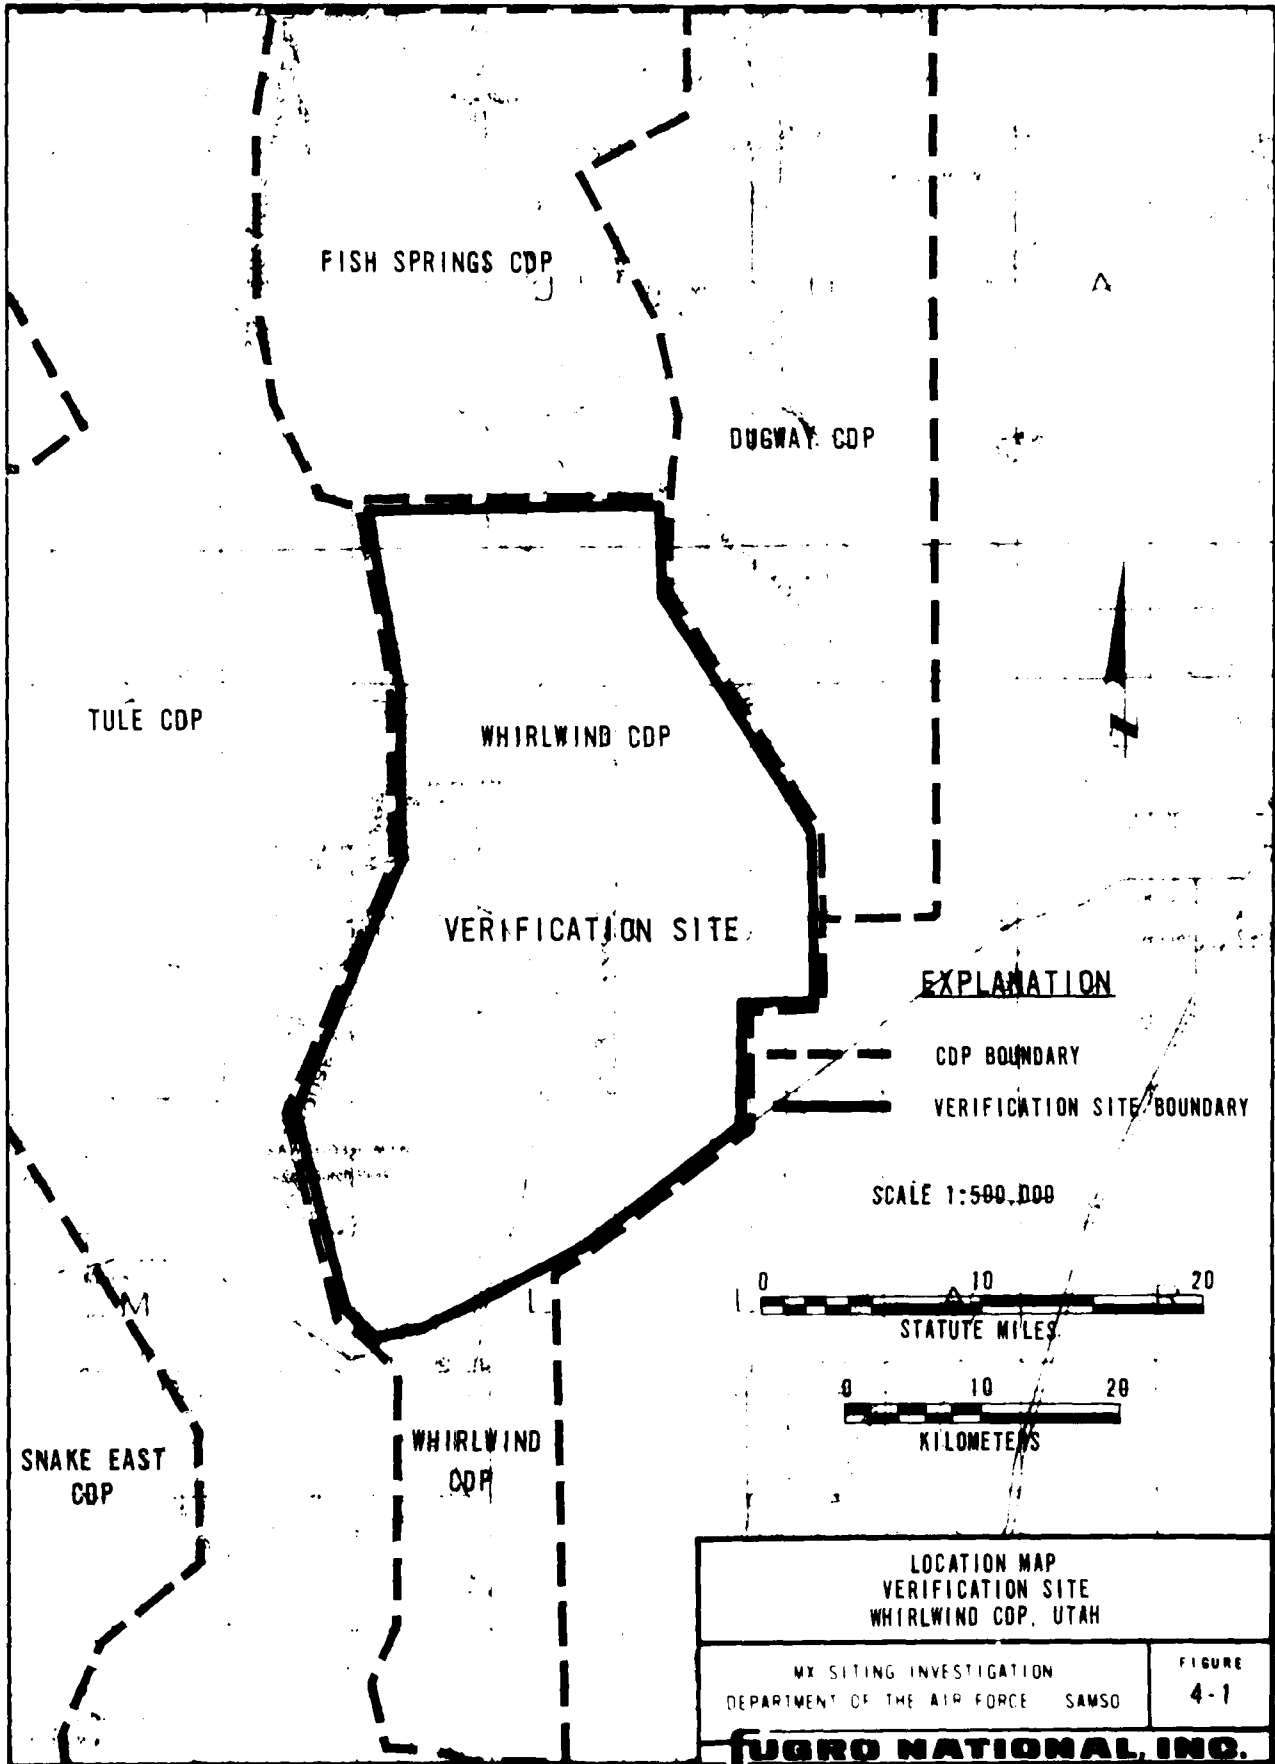 FISH SPRINGS CDP
DUGWAY CDP
TULE CDP
WHIRLWIND CDP
VERIFICATION SITE
EXPLANATION
CDP BOUNDARY
VERIFICATION SITE BOUNDARY
SCALE 1:500,000
0 10 20
STATUTE MILES
0 10 20
KILOMETERS
SNAKE EAST
CDP
WHIRLWIND
CDP
N
LOCATION MAP
VERIFICATION SITE
WHIRLWIND CDP, UTAH
MX SITING INVESTIGATION
DEPARTMENT OF THE AIR FORCE SAMSO
FIGURE
4-1
FUGRO NATIONAL, INC.